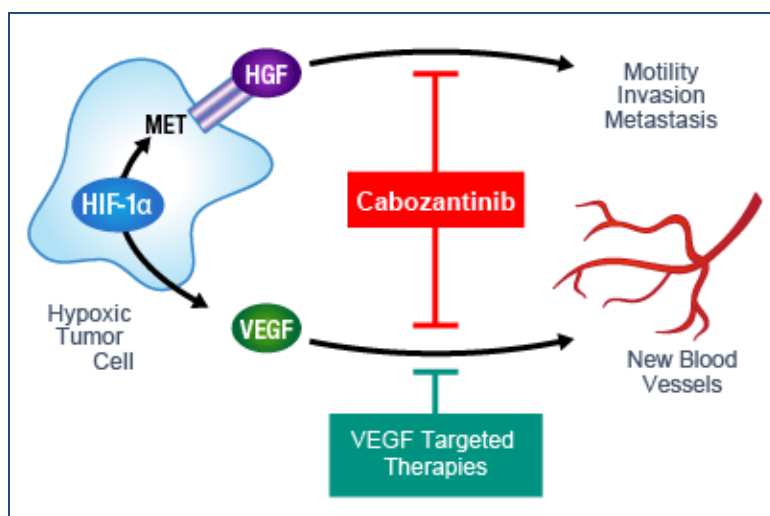 HGF
MET
HIF-1α
Hypoxic
Tumor
Cell
VEGF
Cabozantinib
VEGF Targeted
Therapies
Motility
Invasion
Metastasis
New Blood
Vessels